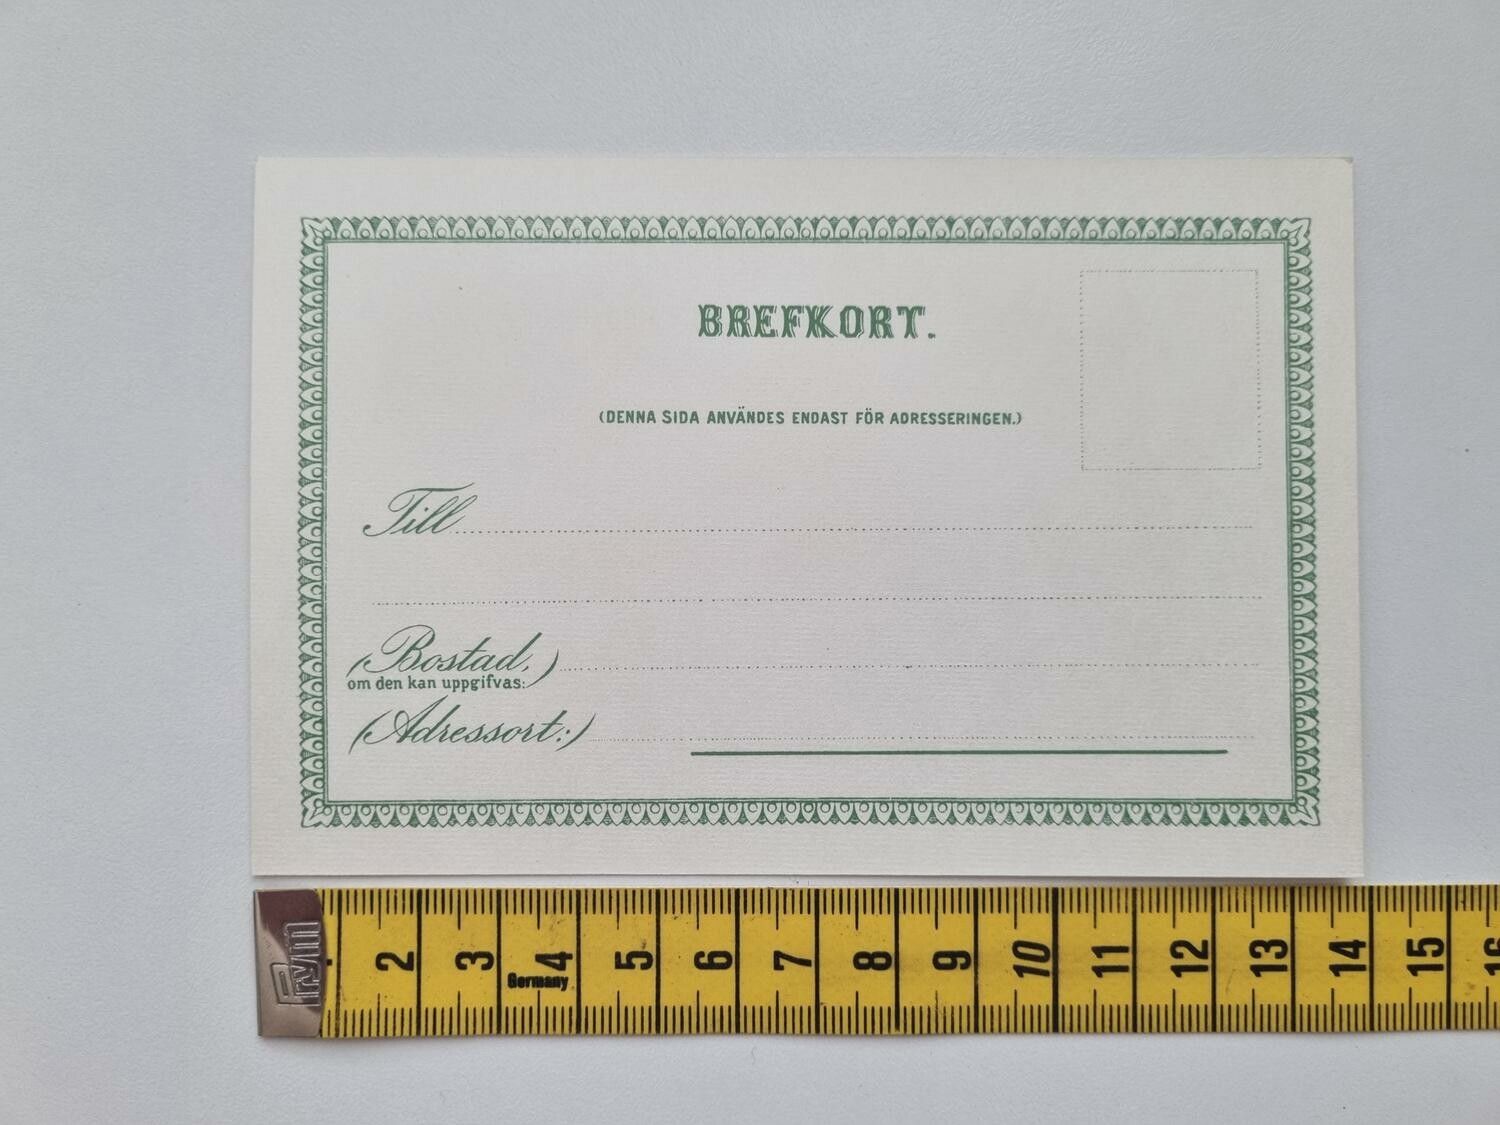 BREFKORT.
(DENNA SIDA ANVÄNDES ENDAST FÖR ADRESSERINGEN.)
Till
(Bostad,)
om den kan uppgifvas:
(Adressort:)
Prym 2 3 4 5 6 7 8 9 10 11 12 13 14 15 16
Germany